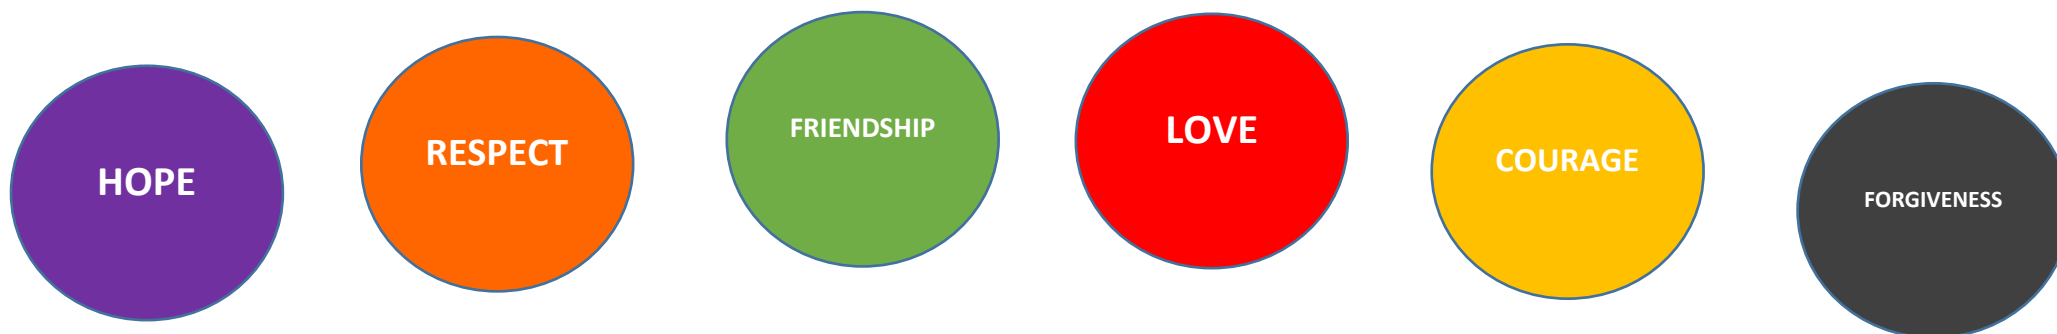 HOPE
RESPECT
FRIENDSHIP
LOVE
COURAGE
FORGIVENESS